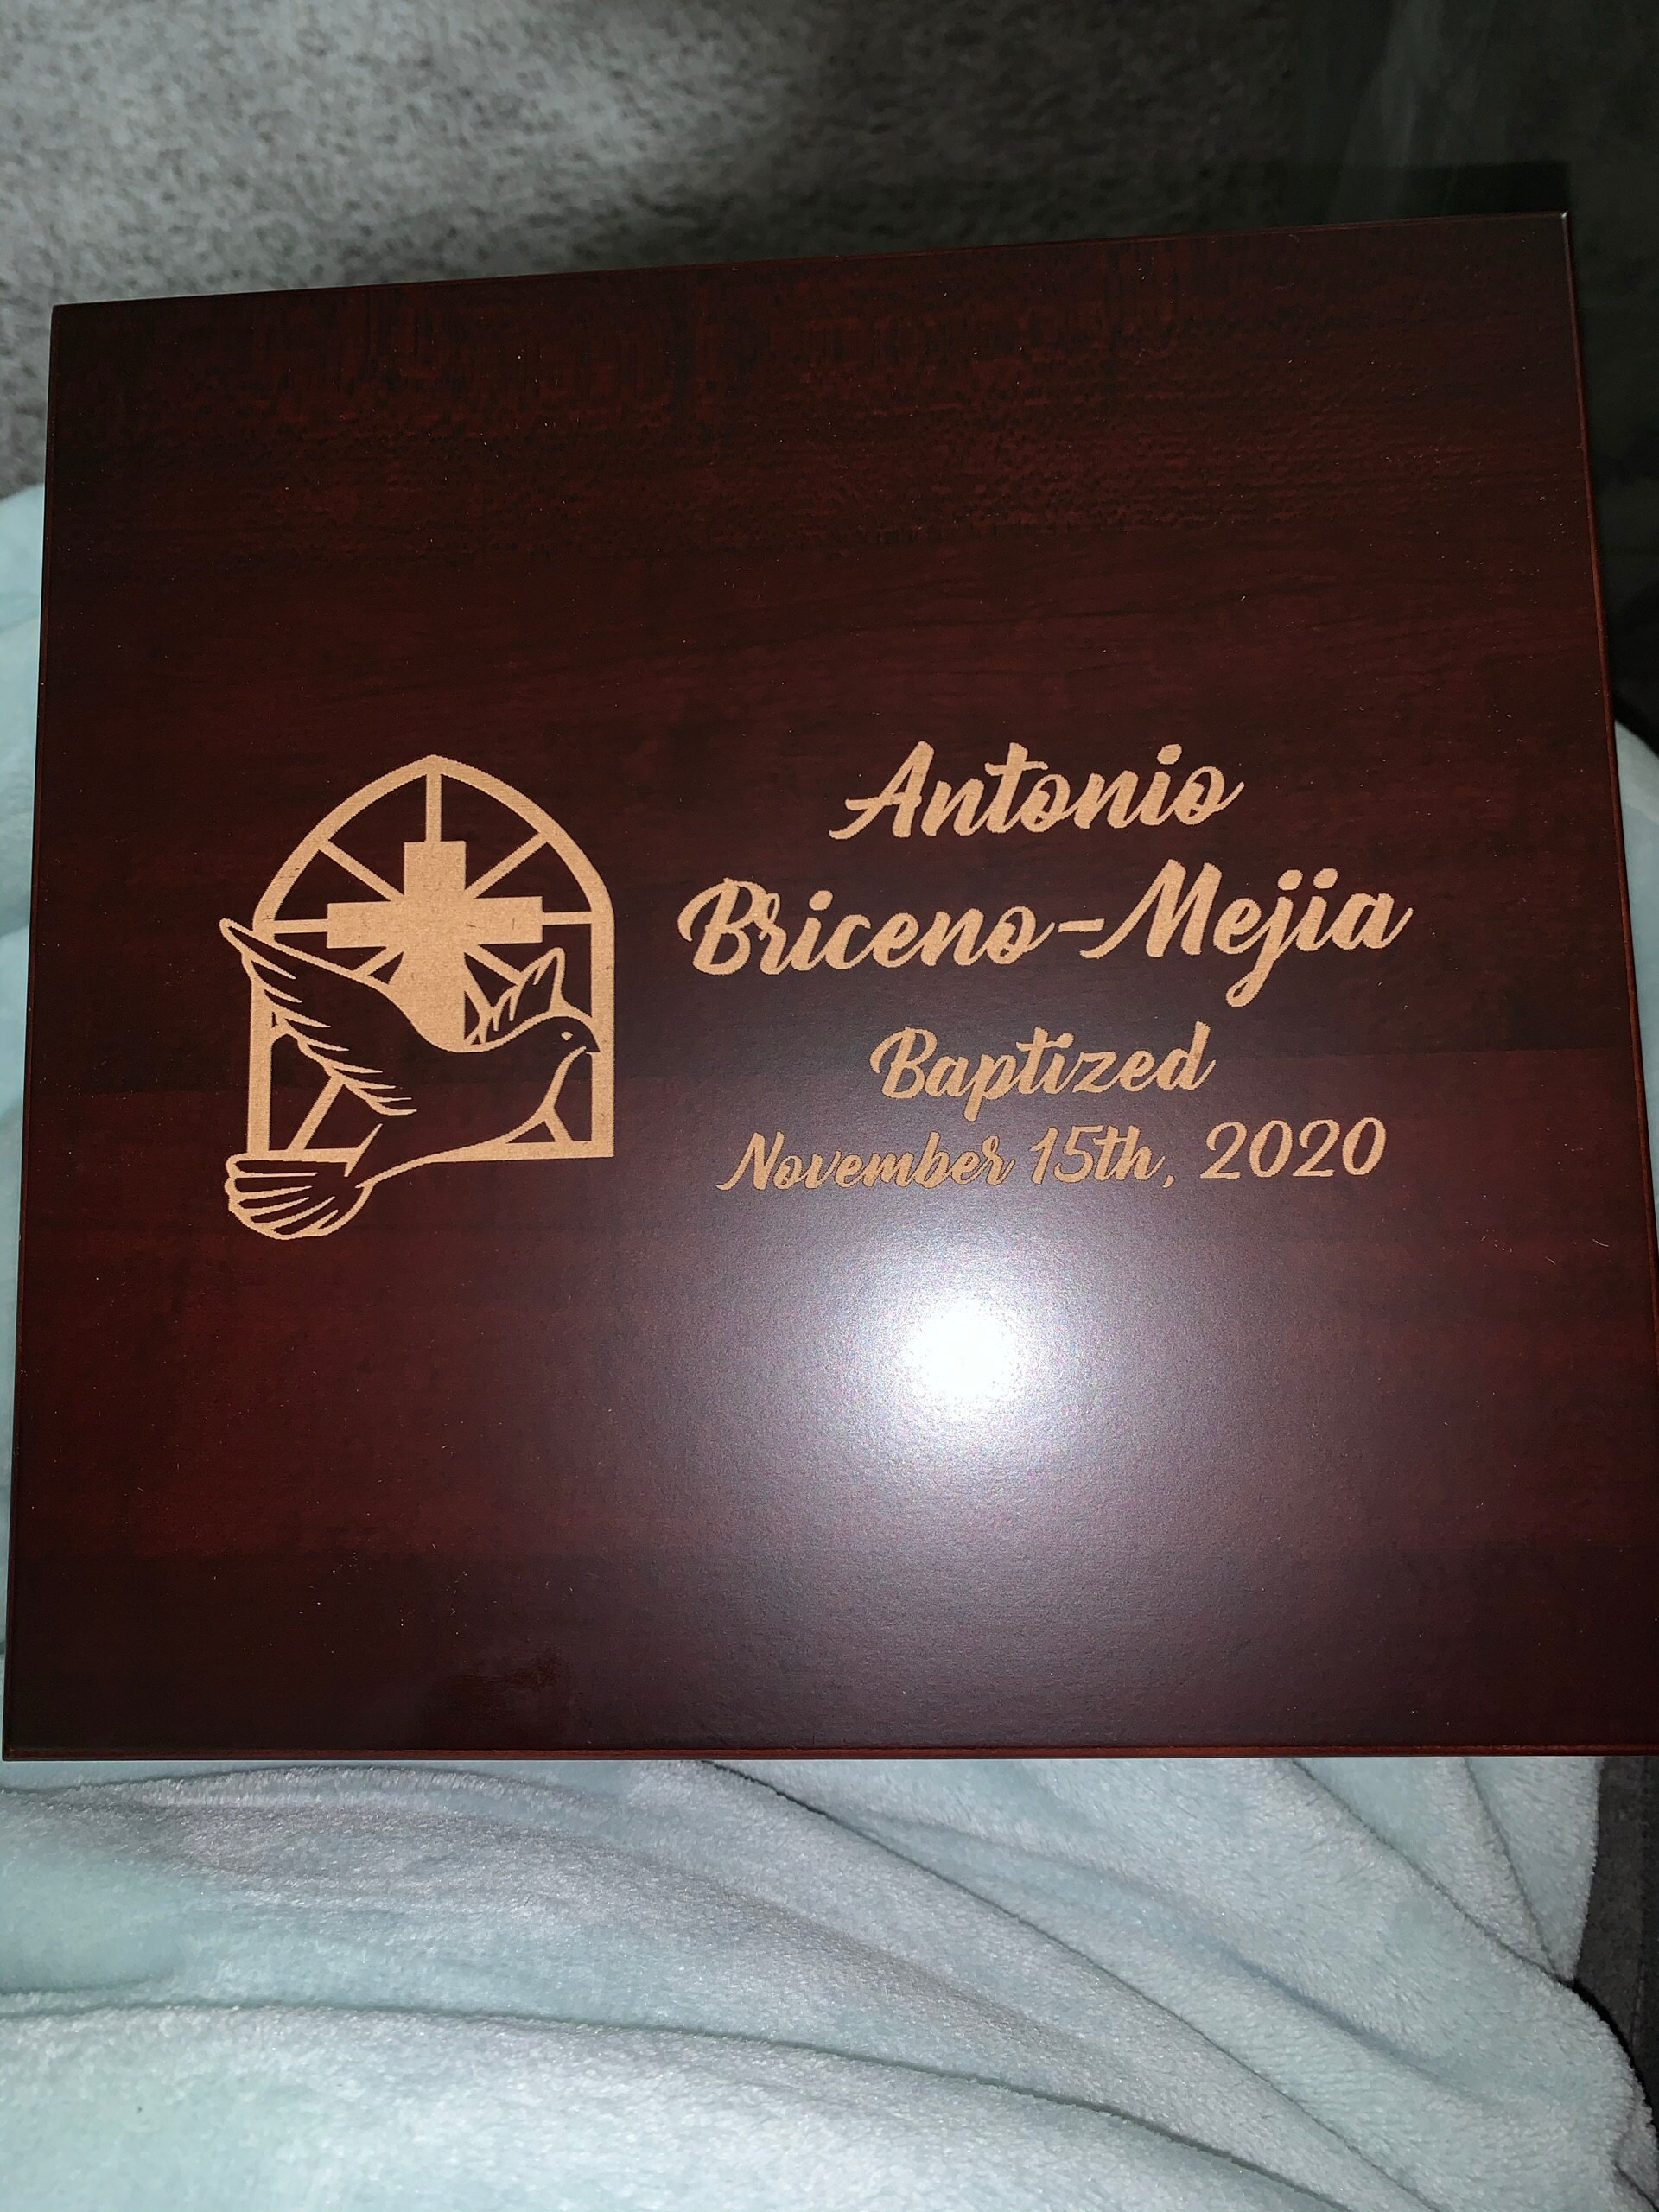 Antonio
Briceno-Mejia
Baptized
November 15th, 2020